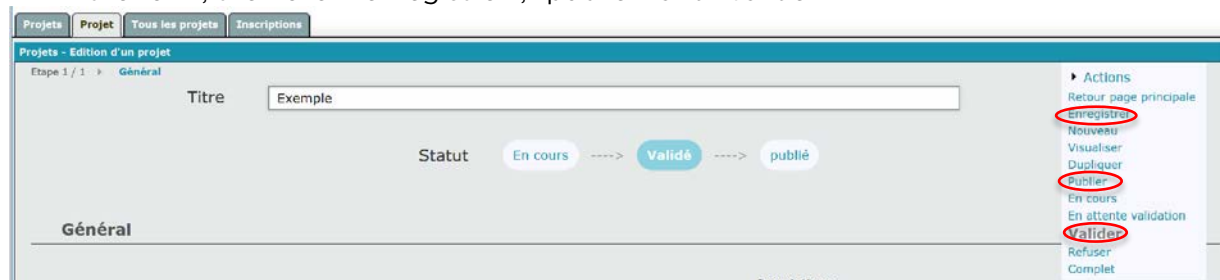 Projets Projet Tous les projets Inscriptions
Projets - Edition d'un projet
Etape 1 / 1 Général
Titre Exemple
Statut En cours ----> Validé ----> publié
Général
Actions
Retour page principale
Enregistrer
Nouveau
Visualiser
Dupliquer
Publier
En cours
En attente validation
Valider
Refuser
Complet